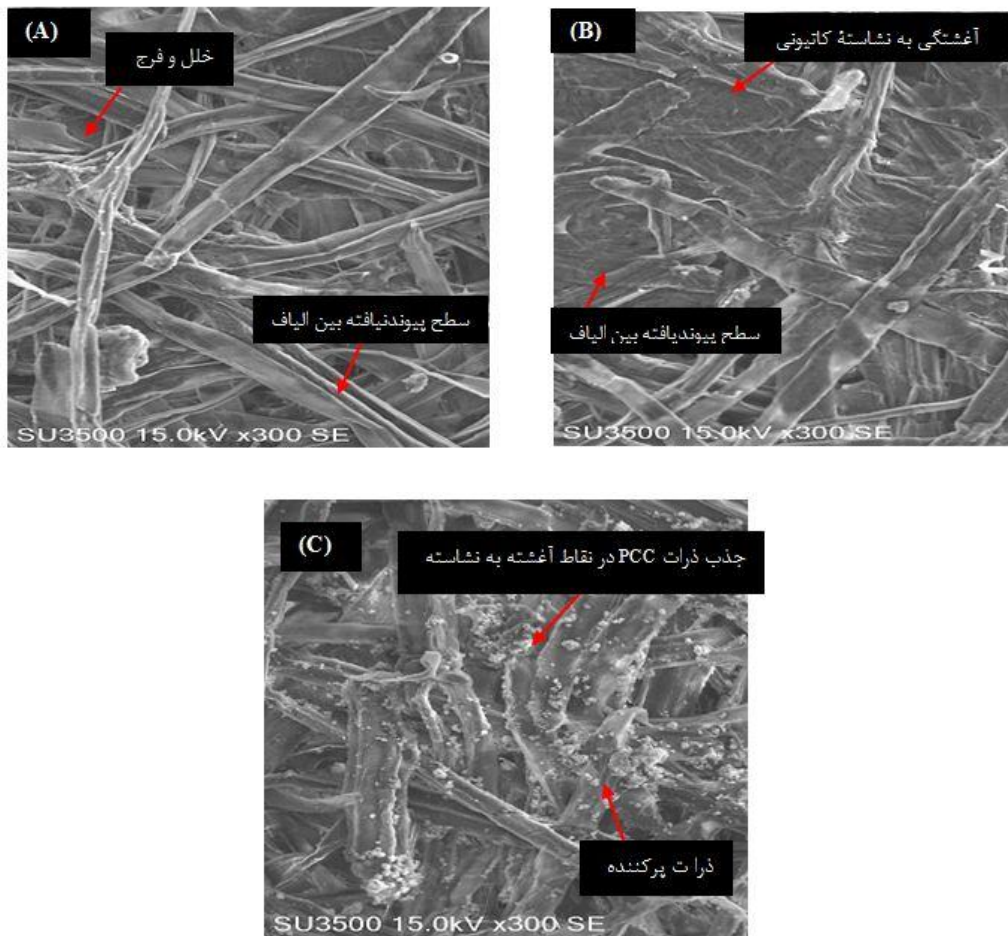 (A)
خلل و فرج
سطح پیوندنیافته بین الیاف
SU3500 15.0kV x300 SE
(B)
آغشتگی به نشاستهٔ کاتیونی
سطح پیوندیافته بین الیاف
SU3500 15.0kV x300 SE
(C)
جذب ذرات PCC در نقاط آغشته به نشاسته
ذرا ت پرکننده
SU3500 15.0kV x300 SE